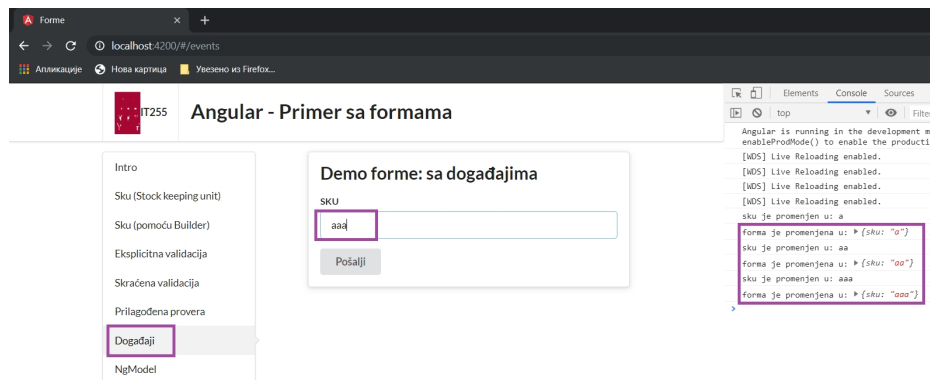 Forme
localhost:4200/#/events
Апликације Нова картица Увезено из Firefox...
IT255 Angular - Primer sa formama
Intro
Sku (Stock keeping unit)
Sku (pomoću Builder)
Eksplicitna validacija
Skraćena validacija
Prilagođena provera
Događaji
NgModel
Demo forme: sa događajima
SKU
aaa
Pošalji
Elements Console Sources
top Filte
Angular is running in the development m
enableProdMode() to enable the producti
[WDS] Live Reloading enabled.
[WDS] Live Reloading enabled.
[WDS] Live Reloading enabled.
[WDS] Live Reloading enabled.
sku je promenjen u: a
forma je promenjena u: ▶{sku: "a"}
sku je promenjen u: aa
forma je promenjena u: ▶{sku: "aa"}
sku je promenjen u: aaa
forma je promenjena u: ▶{sku: "aaa"}